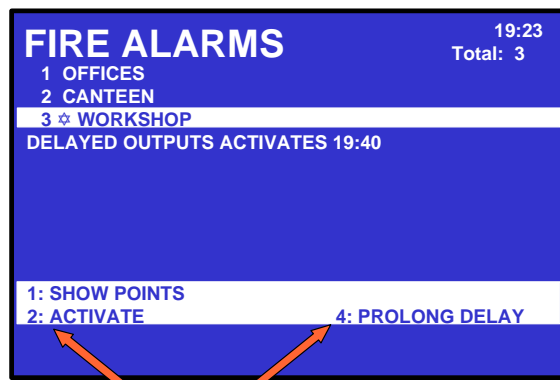 FIRE ALARMS 19:23
Total: 3
1 OFFICES
2 CANTEEN
3 ✡ WORKSHOP
DELAYED OUTPUTS ACTIVATES 19:40
1: SHOW POINTS
2: ACTIVATE 4: PROLONG DELAY